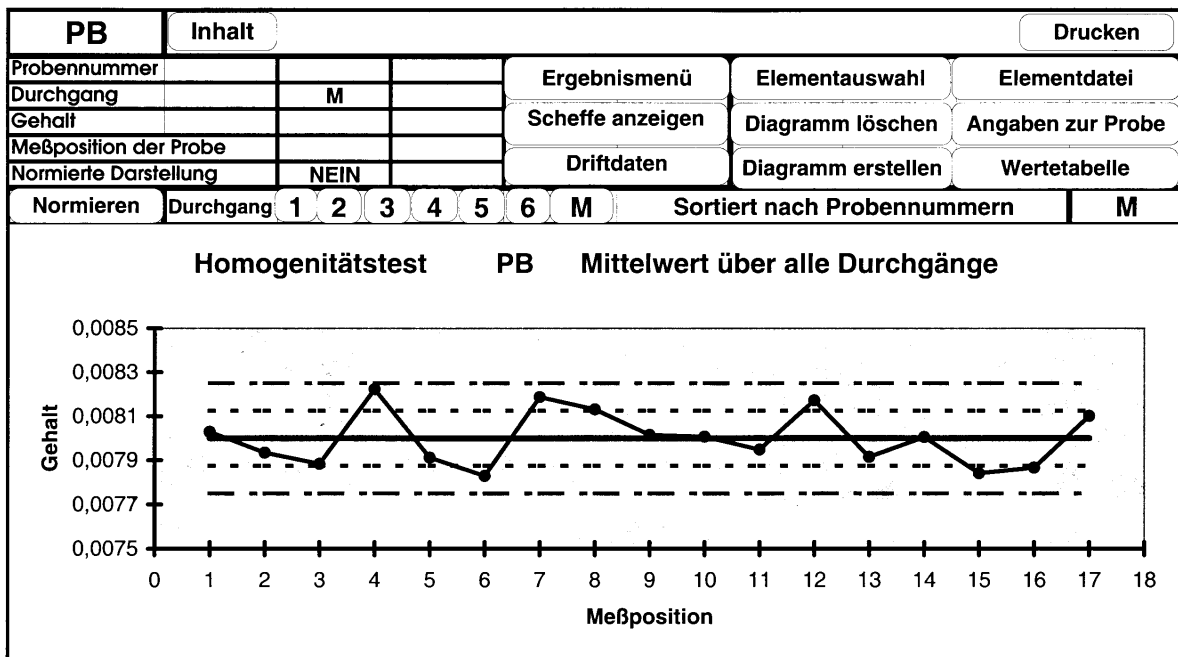 PB Inhalt Drucken
Probennummer
Durchgang M
Gehalt
Meßposition der Probe
Normierte Darstellung NEIN
Ergebnismenü Elementauswahl Elementdatei
Scheffe anzeigen Diagramm löschen Angaben zur Probe
Driftdaten Diagramm erstellen Wertetabelle
Normieren Durchgang 1 2 3 4 5 6 M Sortiert nach Probennummern M
Homogenitätstest PB Mittelwert über alle Durchgänge
0,0085
0,0083
0,0081
0,0079
0,0077
0,0075
Gehalt
0 1 2 3 4 5 6 7 8 9 10 11 12 13 14 15 16 17 18
Meßposition